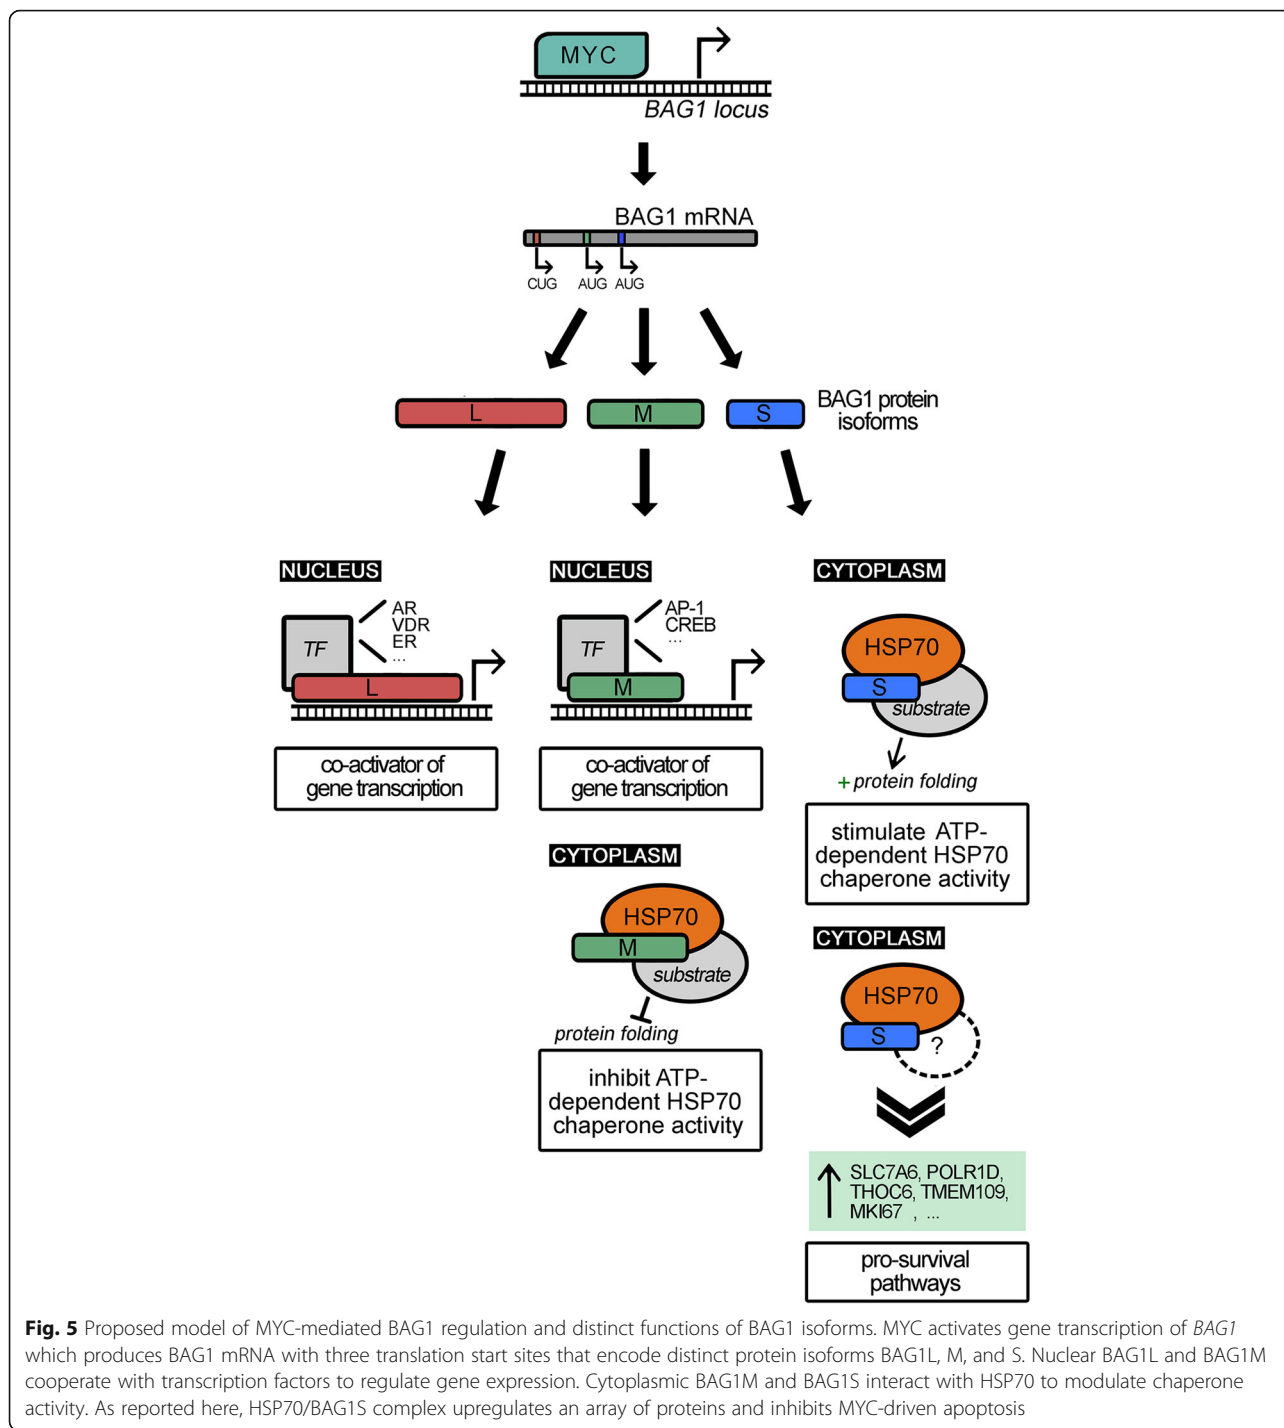 MYC
BAG1 locus
BAG1 mRNA
CUG AUG AUG
L M S
BAG1 protein
isoforms
NUCLEUS
TF
AR
VDR
ER
...
L
co-activator of
gene transcription
NUCLEUS
TF
AP-1
CREB
...
M
co-activator of
gene transcription
CYTOPLASM
HSP70
M
substrate
protein folding
inhibit ATP-
dependent HSP70
chaperone activity
CYTOPLASM
HSP70
S
substrate
+ protein folding
stimulate ATP-
dependent HSP70
chaperone activity
CYTOPLASM
HSP70
S
?
SLC7A6, POLR1D,
THOC6, TMEM109,
MKI67 , ...
pro-survival
pathways
Fig. 5 Proposed model of MYC-mediated BAG1 regulation and distinct functions of BAG1 isoforms. MYC activates gene transcription of BAG1
which produces BAG1 mRNA with three translation start sites that encode distinct protein isoforms BAG1L, M, and S. Nuclear BAG1L and BAG1M
cooperate with transcription factors to regulate gene expression. Cytoplasmic BAG1M and BAG1S interact with HSP70 to modulate chaperone
activity. As reported here, HSP70/BAG1S complex upregulates an array of proteins and inhibits MYC-driven apoptosis